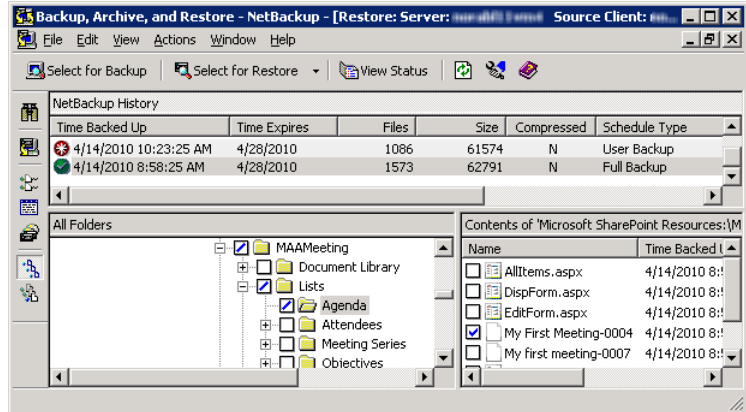 Backup, Archive, and Restore - NetBackup - [Restore: Server: Source Client:
File Edit View Actions Window Help
Select for Backup Select for Restore View Status
NetBackup History
Time Backed Up Time Expires Files Size Compressed Schedule Type
4/14/2010 10:23:25 AM 4/28/2010 1086 61574 N User Backup
4/14/2010 8:58:25 AM 4/28/2010 1573 62791 N Full Backup
All Folders
Contents of 'Microsoft SharePoint Resources:\M
Name Time Backed
MAAMeeting
Document Library
Lists
Agenda
Attendees
Meeting Series
Objectives
AllItems.aspx 4/14/2010 8:5
DispForm.aspx 4/14/2010 8:5
EditForm.aspx 4/14/2010 8:5
My First Meeting-0004 4/14/2010 8:5
My first meeting-0007 4/14/2010 8:5